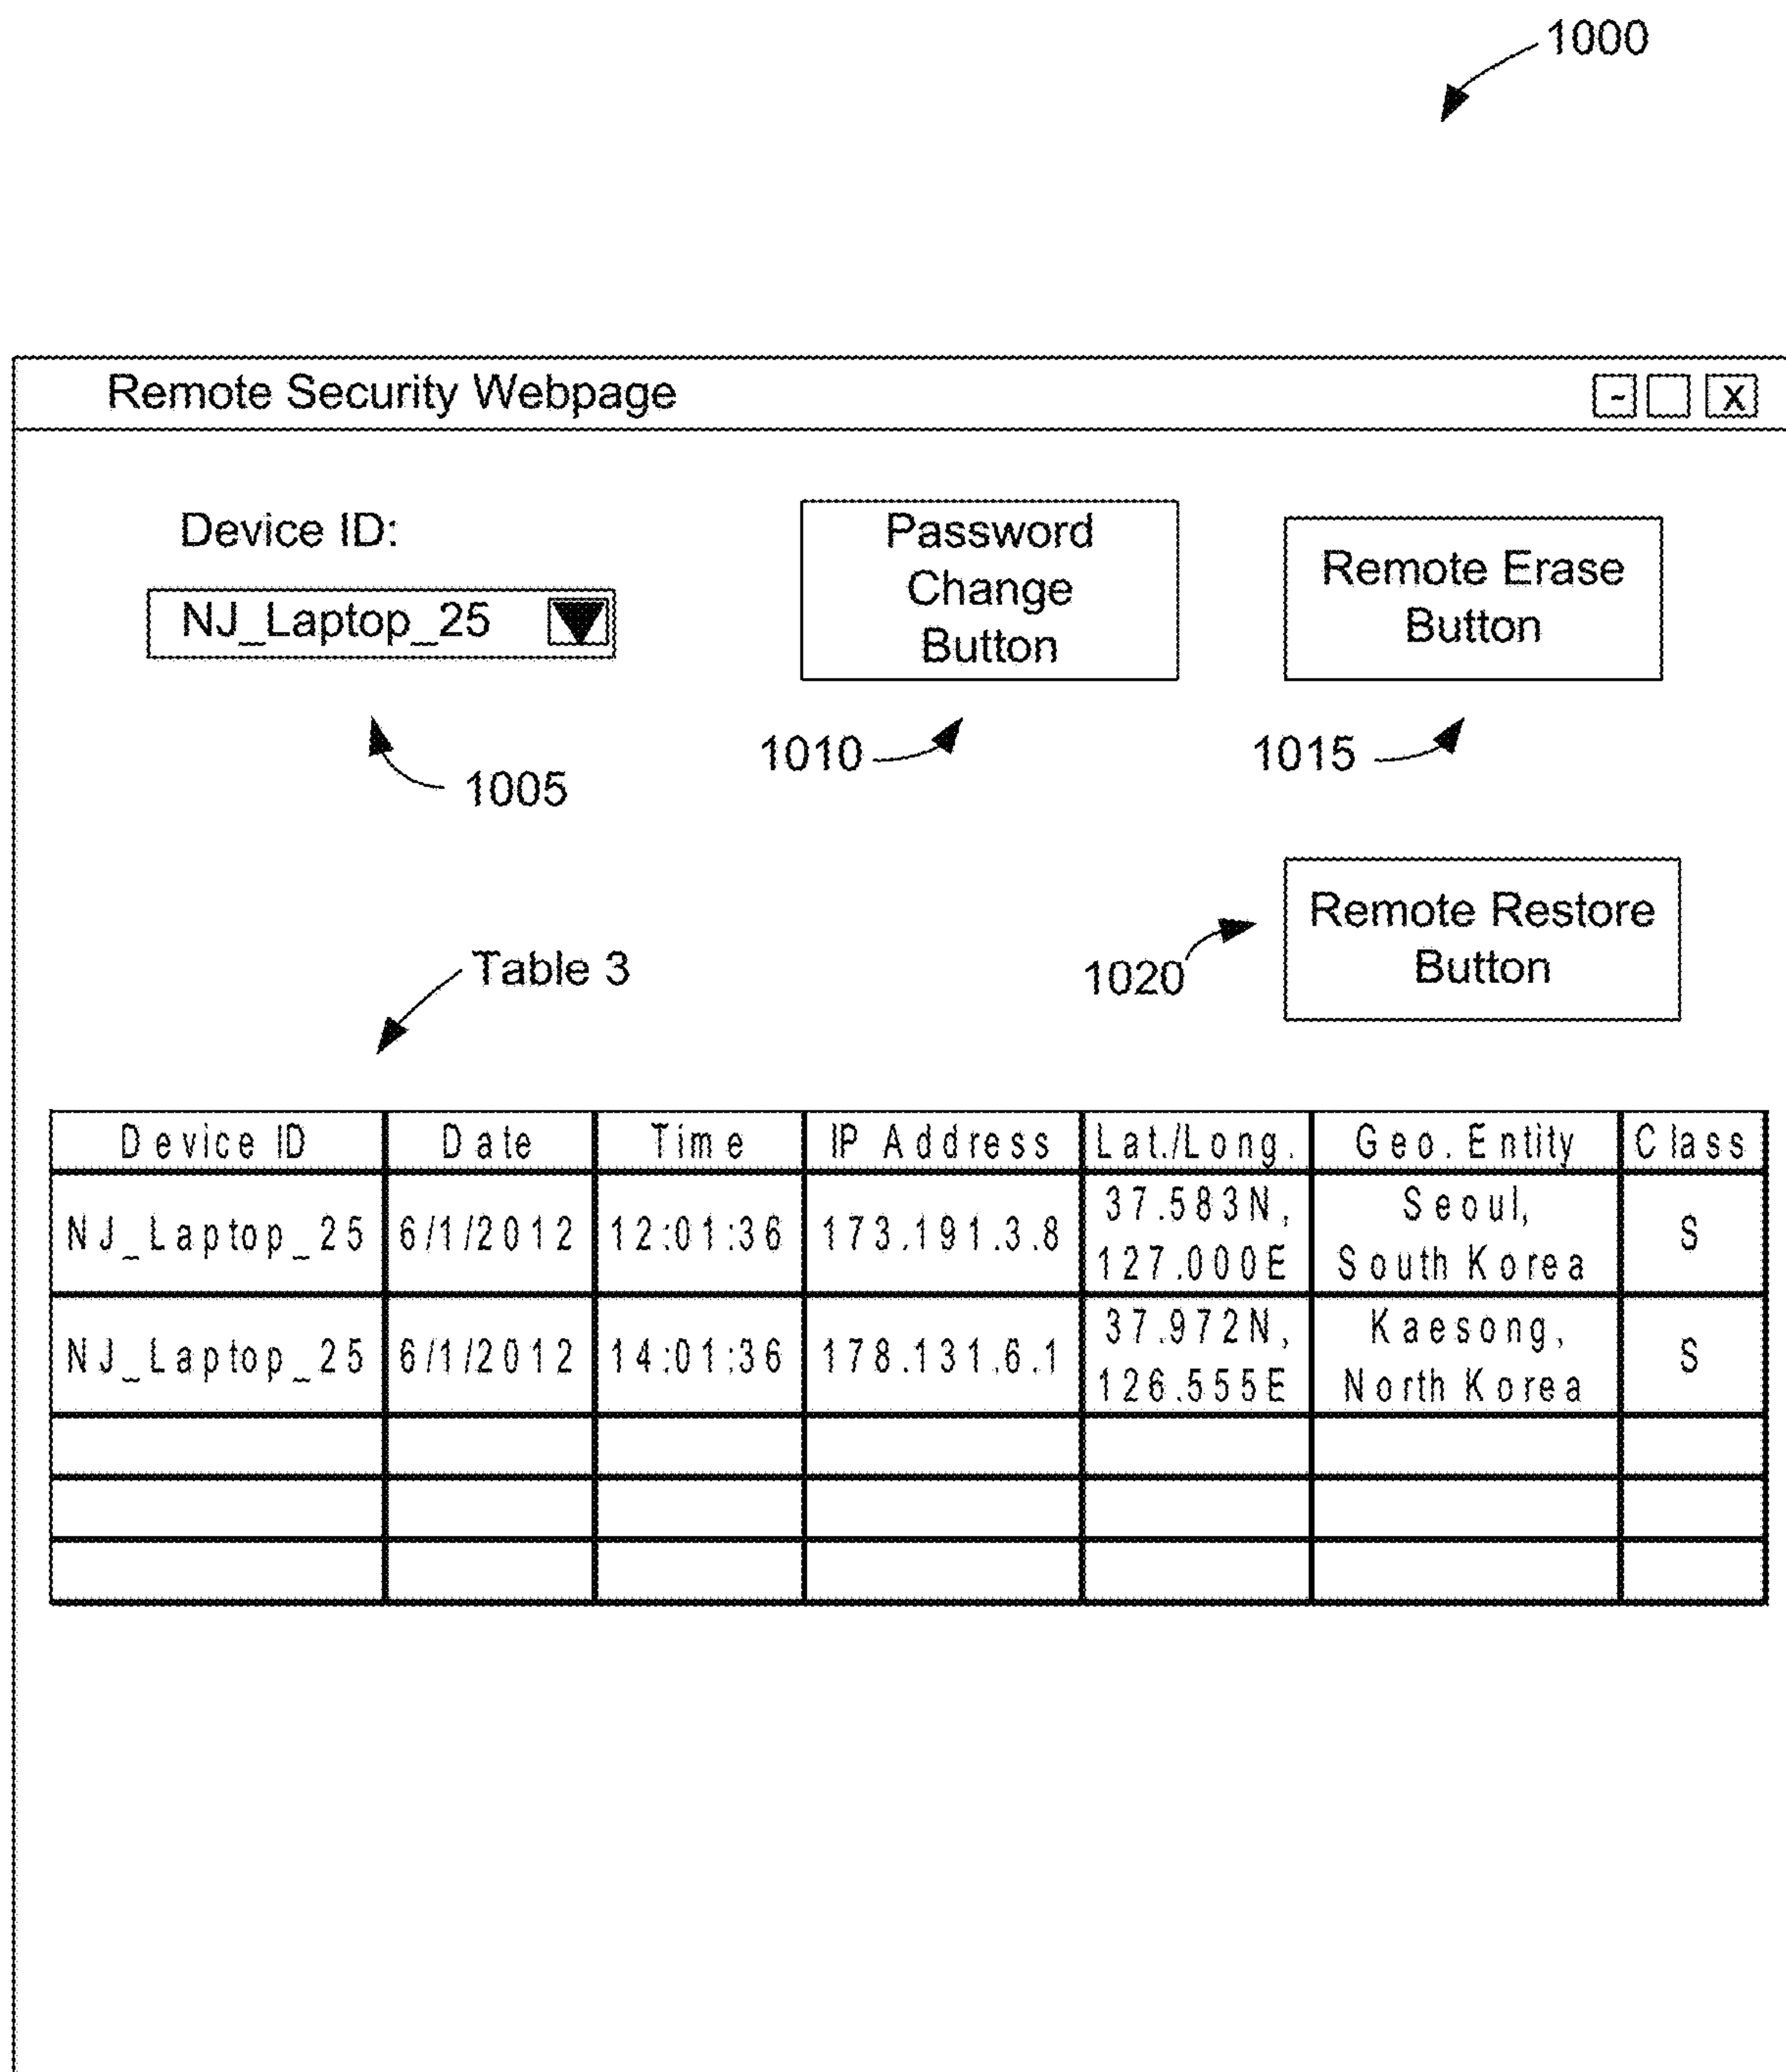 1000
Remote Security Webpage
- X
Device ID:
NJ_Laptop_25
1005
Password
Change
Button
1010
Remote Erase
Button
1015
Remote Restore
Button
1020
Table 3
Device ID Date Time IP Address Lat./Long. Geo. Entity Class
NJ_Laptop_25 6/1/2012 12:01:36 173.191.3.8 37.583N, 127.000E Seoul, South Korea S
NJ_Laptop_25 6/1/2012 14:01:36 178.131.6.1 37.972N, 126.555E Kaesong, North Korea S